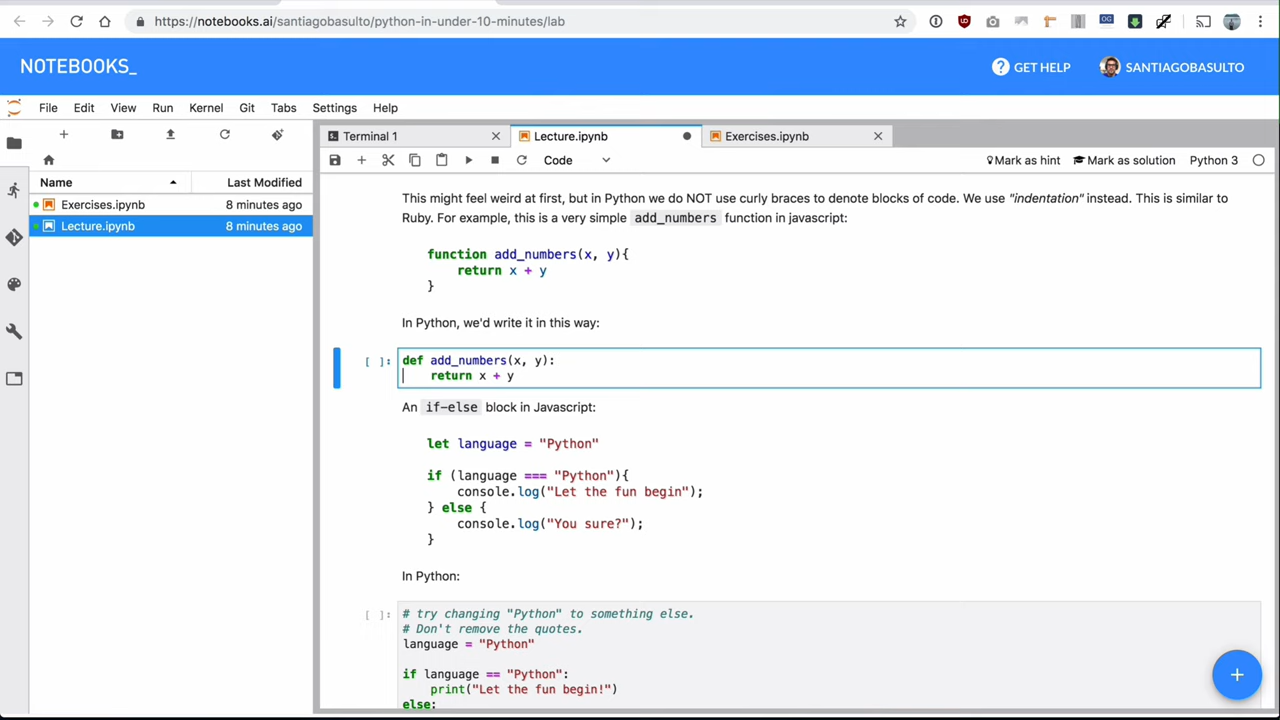 https://notebooks.ai/santiagobasulto/python-in-under-10-minutes/lab
NOTEBOOKS_
? GET HELP
SANTIAGOBASULTO
File Edit View Run Kernel Git Tabs Settings Help
Terminal 1
Lecture.ipynb
Exercises.ipynb
Code
Mark as hint
Mark as solution
Python 3
Name
Last Modified
Exercises.ipynb 8 minutes ago
Lecture.ipynb 8 minutes ago
This might feel weird at first, but in Python we do NOT use curly braces to denote blocks of code. We use "indentation" instead. This is similar to
Ruby. For example, this is a very simple add_numbers function in javascript:
function add_numbers(x, y){
    return x + y
}
In Python, we'd write it in this way:
[ ]: def add_numbers(x, y):
    return x + y
An if-else block in Javascript:
let language = "Python"
if (language === "Python"){
    console.log("Let the fun begin");
} else {
    console.log("You sure?");
}
In Python:
[ ]: # try changing "Python" to something else.
# Don't remove the quotes.
language = "Python"
if language == "Python":
    print("Let the fun begin!")
else: